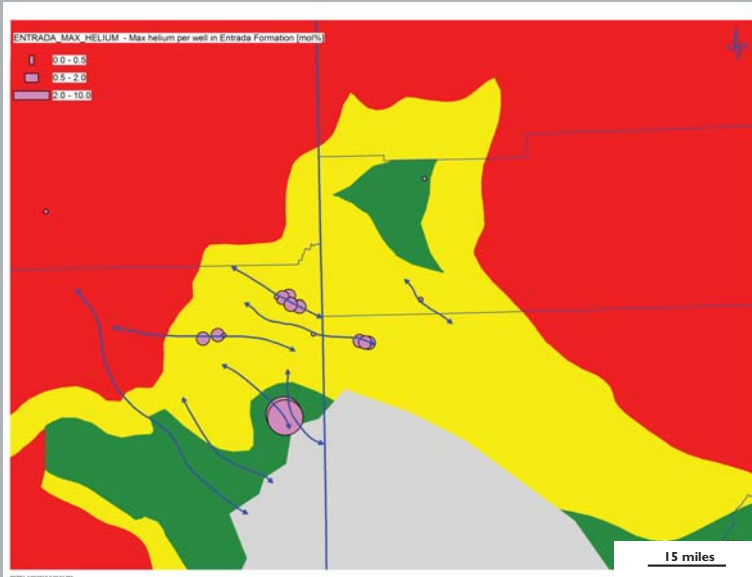 ENTRADA_MAX_HELIUM - Max helium per well in Entrada Formation [mol%]
0.0 - 0.5
0.5 - 2.0
2.0 - 10.0
15 miles